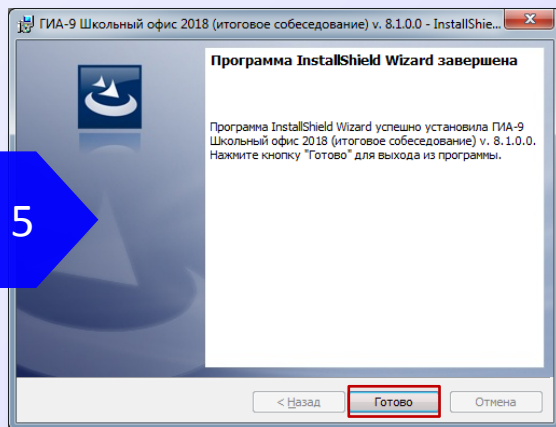 ГИА-9 Школьный офис 2018 (итоговое собеседование) v. 8.1.0.0 - InstallShie...
Программа InstallShield Wizard завершена
Программа InstallShield Wizard успешно установила ГИА-9
Школьный офис 2018 (итоговое собеседование) v. 8.1.0.0.
Нажмите кнопку "Готово" для выхода из программы.
5
< Назад
Готово
Отмена